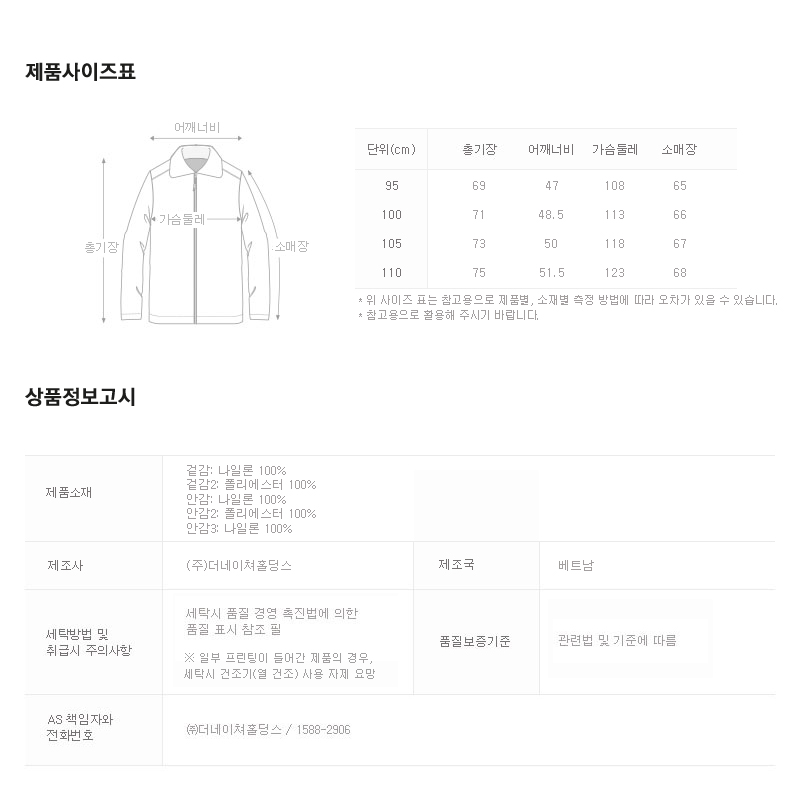 제품사이즈표
어깨너비
가슴둘레
총기장
소매장
단위(cm) 총기장 어깨너비 가슴둘레 소매장
95 69 47 108 65
100 71 48.5 113 66
105 73 50 118 67
110 75 51.5 123 68
* 위 사이즈 표는 참고용으로 제품별, 소재별 측정 방법에 따라 오차가 있을 수 있습니다.
* 참고용으로 활용해 주시기 바랍니다.
상품정보고시
제품소재
겉감: 나일론 100%
겉감2: 폴리에스터 100%
안감: 나일론 100%
안감2: 폴리에스터 100%
안감3: 나일론 100%
제조사 (주)더네이쳐홀딩스 제조국 베트남
세탁방법 및
취급시 주의사항
세탁시 품질 경영 촉진법에 의한
품질 표시 참조 필
※ 일부 프린팅이 들어간 제품의 경우,
세탁시 건조기(열 건조) 사용 자제 요망
품질보증기준 관련법 및 기준에 따름
AS 책임자와
전화번호
㈜더네이쳐홀딩스 / 1588-2906